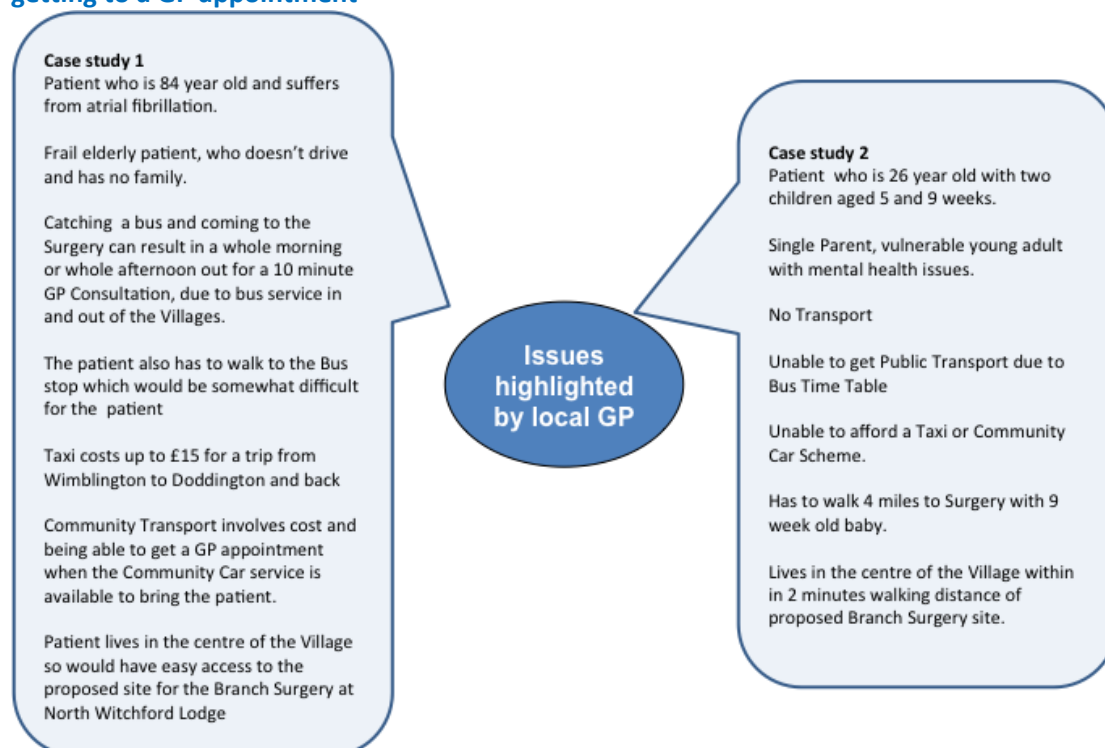 getting to a GP appointment
Case study 1
Patient who is 84 year old and suffers
from atrial fibrillation.
Frail elderly patient, who doesn't drive
and has no family.
Catching a bus and coming to the
Surgery can result in a whole morning
or whole afternoon out for a 10 minute
GP Consultation, due to bus service in
and out of the Villages.
The patient also has to walk to the Bus
stop which would be somewhat difficult
for the patient
Taxi costs up to £15 for a trip from
Wimblington to Doddington and back
Community Transport involves cost and
being able to get a GP appointment
when the Community Car service is
available to bring the patient.
Patient lives in the centre of the Village
so would have easy access to the
proposed site for the Branch Surgery at
North Witchford Lodge
Issues
highlighted
by local GP
Case study 2
Patient who is 26 year old with two
children aged 5 and 9 weeks.
Single Parent, vulnerable young adult
with mental health issues.
No Transport
Unable to get Public Transport due to
Bus Time Table
Unable to afford a Taxi or Community
Car Scheme.
Has to walk 4 miles to Surgery with 9
week old baby.
Lives in the centre of the Village within
in 2 minutes walking distance of
proposed Branch Surgery site.